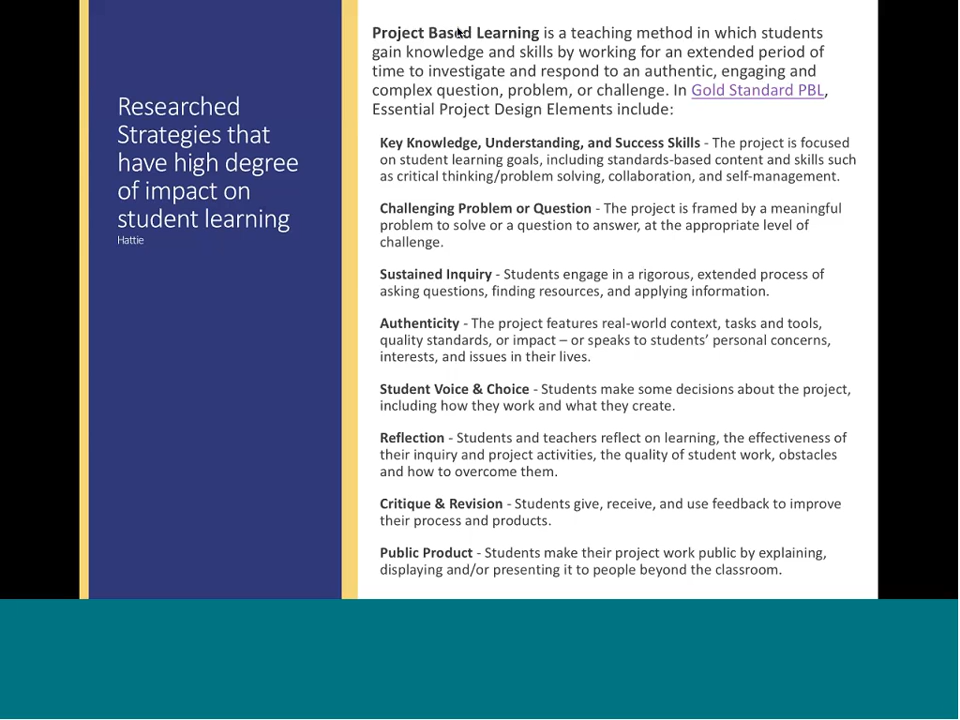 Researched
Strategies that
have high degree
of impact on
student learning
Hattie
Project Based Learning is a teaching method in which students
gain knowledge and skills by working for an extended period of
time to investigate and respond to an authentic, engaging and
complex question, problem, or challenge. In Gold Standard PBL,
Essential Project Design Elements include:
Key Knowledge, Understanding, and Success Skills - The project is focused
on student learning goals, including standards-based content and skills such
as critical thinking/problem solving, collaboration, and self-management.
Challenging Problem or Question - The project is framed by a meaningful
problem to solve or a question to answer, at the appropriate level of
challenge.
Sustained Inquiry - Students engage in a rigorous, extended process of
asking questions, finding resources, and applying information.
Authenticity - The project features real-world context, tasks and tools,
quality standards, or impact – or speaks to students’ personal concerns,
interests, and issues in their lives.
Student Voice & Choice - Students make some decisions about the project,
including how they work and what they create.
Reflection - Students and teachers reflect on learning, the effectiveness of
their inquiry and project activities, the quality of student work, obstacles
and how to overcome them.
Critique & Revision - Students give, receive, and use feedback to improve
their process and products.
Public Product - Students make their project work public by explaining,
displaying and/or presenting it to people beyond the classroom.